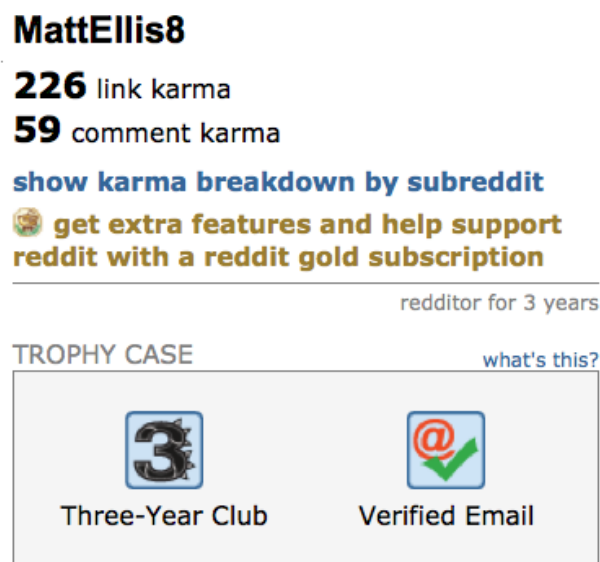 MattEllis8
226 link karma
59 comment karma
show karma breakdown by subreddit
get extra features and help support
reddit with a reddit gold subscription
redditor for 3 years
TROPHY CASE
what's this?
3
@
Three-Year Club
Verified Email